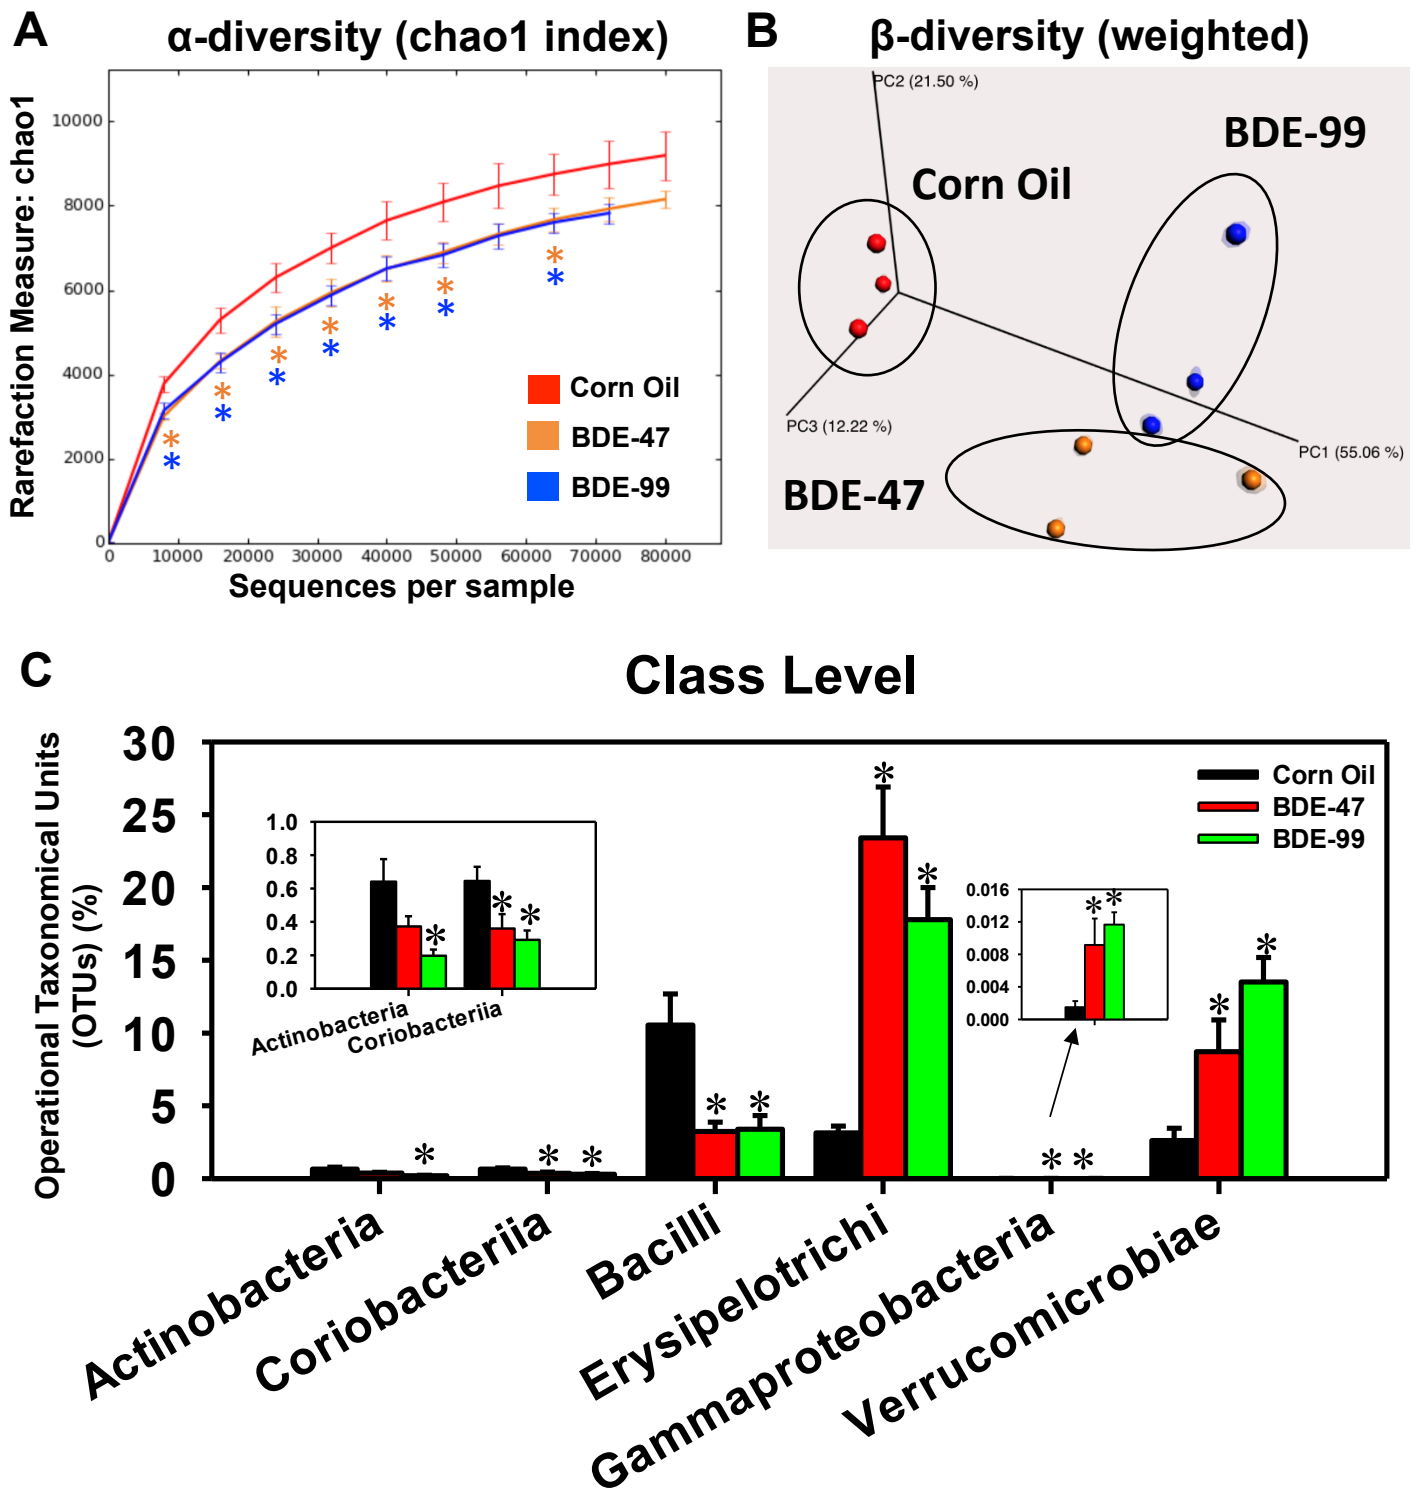 A
α-diversity (chao1 index)
Rarefaction Measure: chao1
10000
8000
6000
4000
2000
0
0 10000 20000 30000 40000 50000 60000 70000 80000
Sequences per sample
* *
* *
* *
* *
* *
* *
* *
Corn Oil
BDE-47
BDE-99
B
β-diversity (weighted)
PC2 (21.50 %)
BDE-99
Corn Oil
PC3 (12.22 %)
PC1 (55.06 %)
BDE-47
C
Class Level
Operational Taxonomical Units
(OTUs) (%)
30
25
20
15
10
5
0
Corn Oil
BDE-47
BDE-99
1.0
0.8
0.6
0.4
0.2
0.0
* * *
Actinobacteria
Coriobacteriia
0.016
0.012
0.008
0.004
0.000
* *
* * * * * * * * * * *
Actinobacteria
Coriobacteriia
Bacilli
Erysipelotrichi
Gammaproteobacteria
Verrucomicrobiae